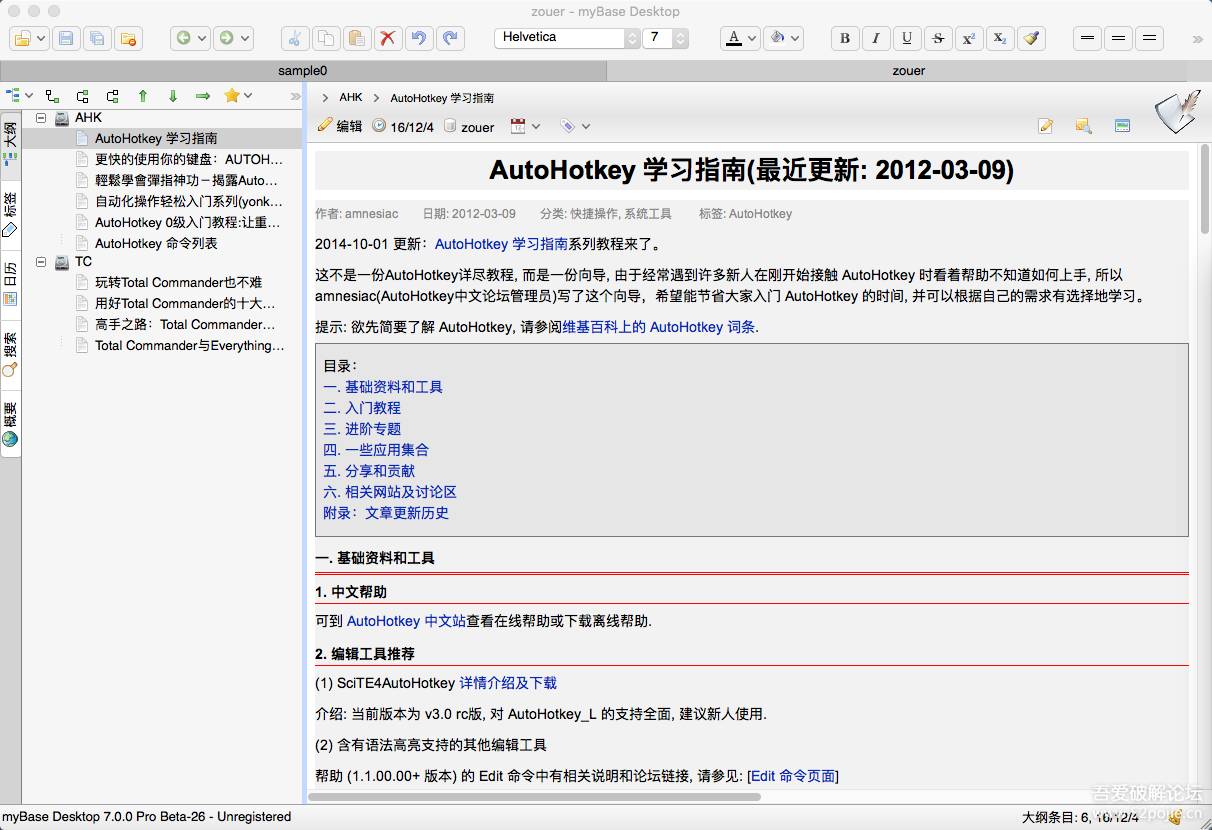 zouer - myBase Desktop
Helvetica 7 A B I U S x² X₂
sample0 zouer
AHK AutoHotkey 学习指南
编辑 16/12/4 zouer
大纲
标签
日历
搜索
概要
AHK
AutoHotkey 学习指南
更快的使用你的键盘：AUTOH...
輕鬆學會彈指神功－揭露Auto...
自动化操作轻松入门系列(yonk...
AutoHotkey 0级入门教程:让重...
AutoHotkey 命令列表
TC
玩转Total Commander也不难
用好Total Commander的十大...
高手之路：Total Commander...
Total Commander与Everything...
AutoHotkey 学习指南(最近更新: 2012-03-09)
作者: amnesiac 日期: 2012-03-09 分类: 快捷操作, 系统工具 标签: AutoHotkey
2014-10-01 更新：AutoHotkey 学习指南系列教程来了。
这不是一份AutoHotkey详尽教程, 而是一份向导, 由于经常遇到许多新人在刚开始接触 AutoHotkey 时看着帮助不知道如何上手, 所以
amnesiac(AutoHotkey中文论坛管理员)写了这个向导，希望能节省大家入门 AutoHotkey 的时间, 并可以根据自己的需求有选择地学习。
提示: 欲先简要了解 AutoHotkey, 请参阅维基百科上的 AutoHotkey 词条.
目录：
一. 基础资料和工具
二. 入门教程
三. 进阶专题
四. 一些应用集合
五. 分享和贡献
六. 相关网站及讨论区
附录：文章更新历史
一. 基础资料和工具
1. 中文帮助
可到 AutoHotkey 中文站查看在线帮助或下载离线帮助.
2. 编辑工具推荐
(1) SciTE4AutoHotkey 详情介绍及下载
介绍: 当前版本为 v3.0 rc版, 对 AutoHotkey_L 的支持全面, 建议新人使用.
(2) 含有语法高亮支持的其他编辑工具
帮助 (1.1.00.00+ 版本) 的 Edit 命令中有相关说明和论坛链接, 请参见: [Edit 命令页面]
吾爱破解论坛
www.52pojie.cn
myBase Desktop 7.0.0 Pro Beta-26 - Unregistered
大纲条目: 6, 16/12/4